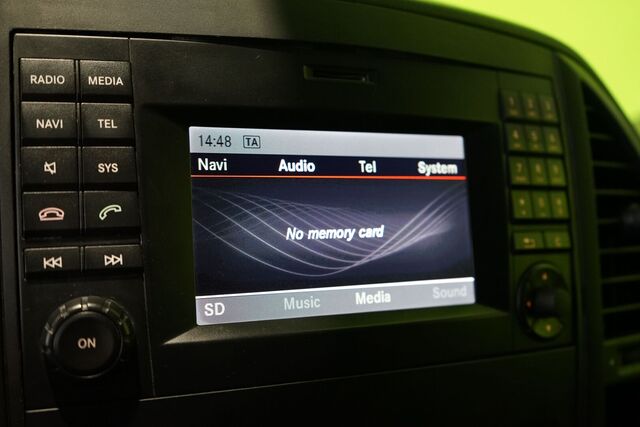 RADIO MEDIA
NAVI TEL
SYS
ON
14:48 TA
Navi Audio Tel System
No memory card
SD Music Media Sound